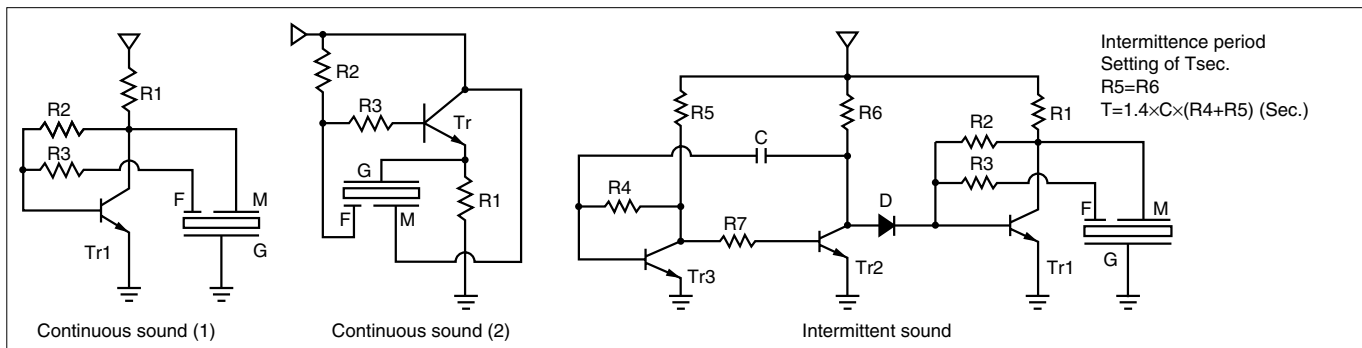 R1
R2
R3
F
M
G
Tr1
Continuous sound (1)
R2
R3
Tr
G
F
M
R1
Continuous sound (2)
R5
R6
R1
C
R2
R3
R4
D
R7
F
M
G
Tr3
Tr2
Tr1
Intermittent sound
Intermittence period
Setting of Tsec.
R5=R6
T=1.4×C×(R4+R5) (Sec.)